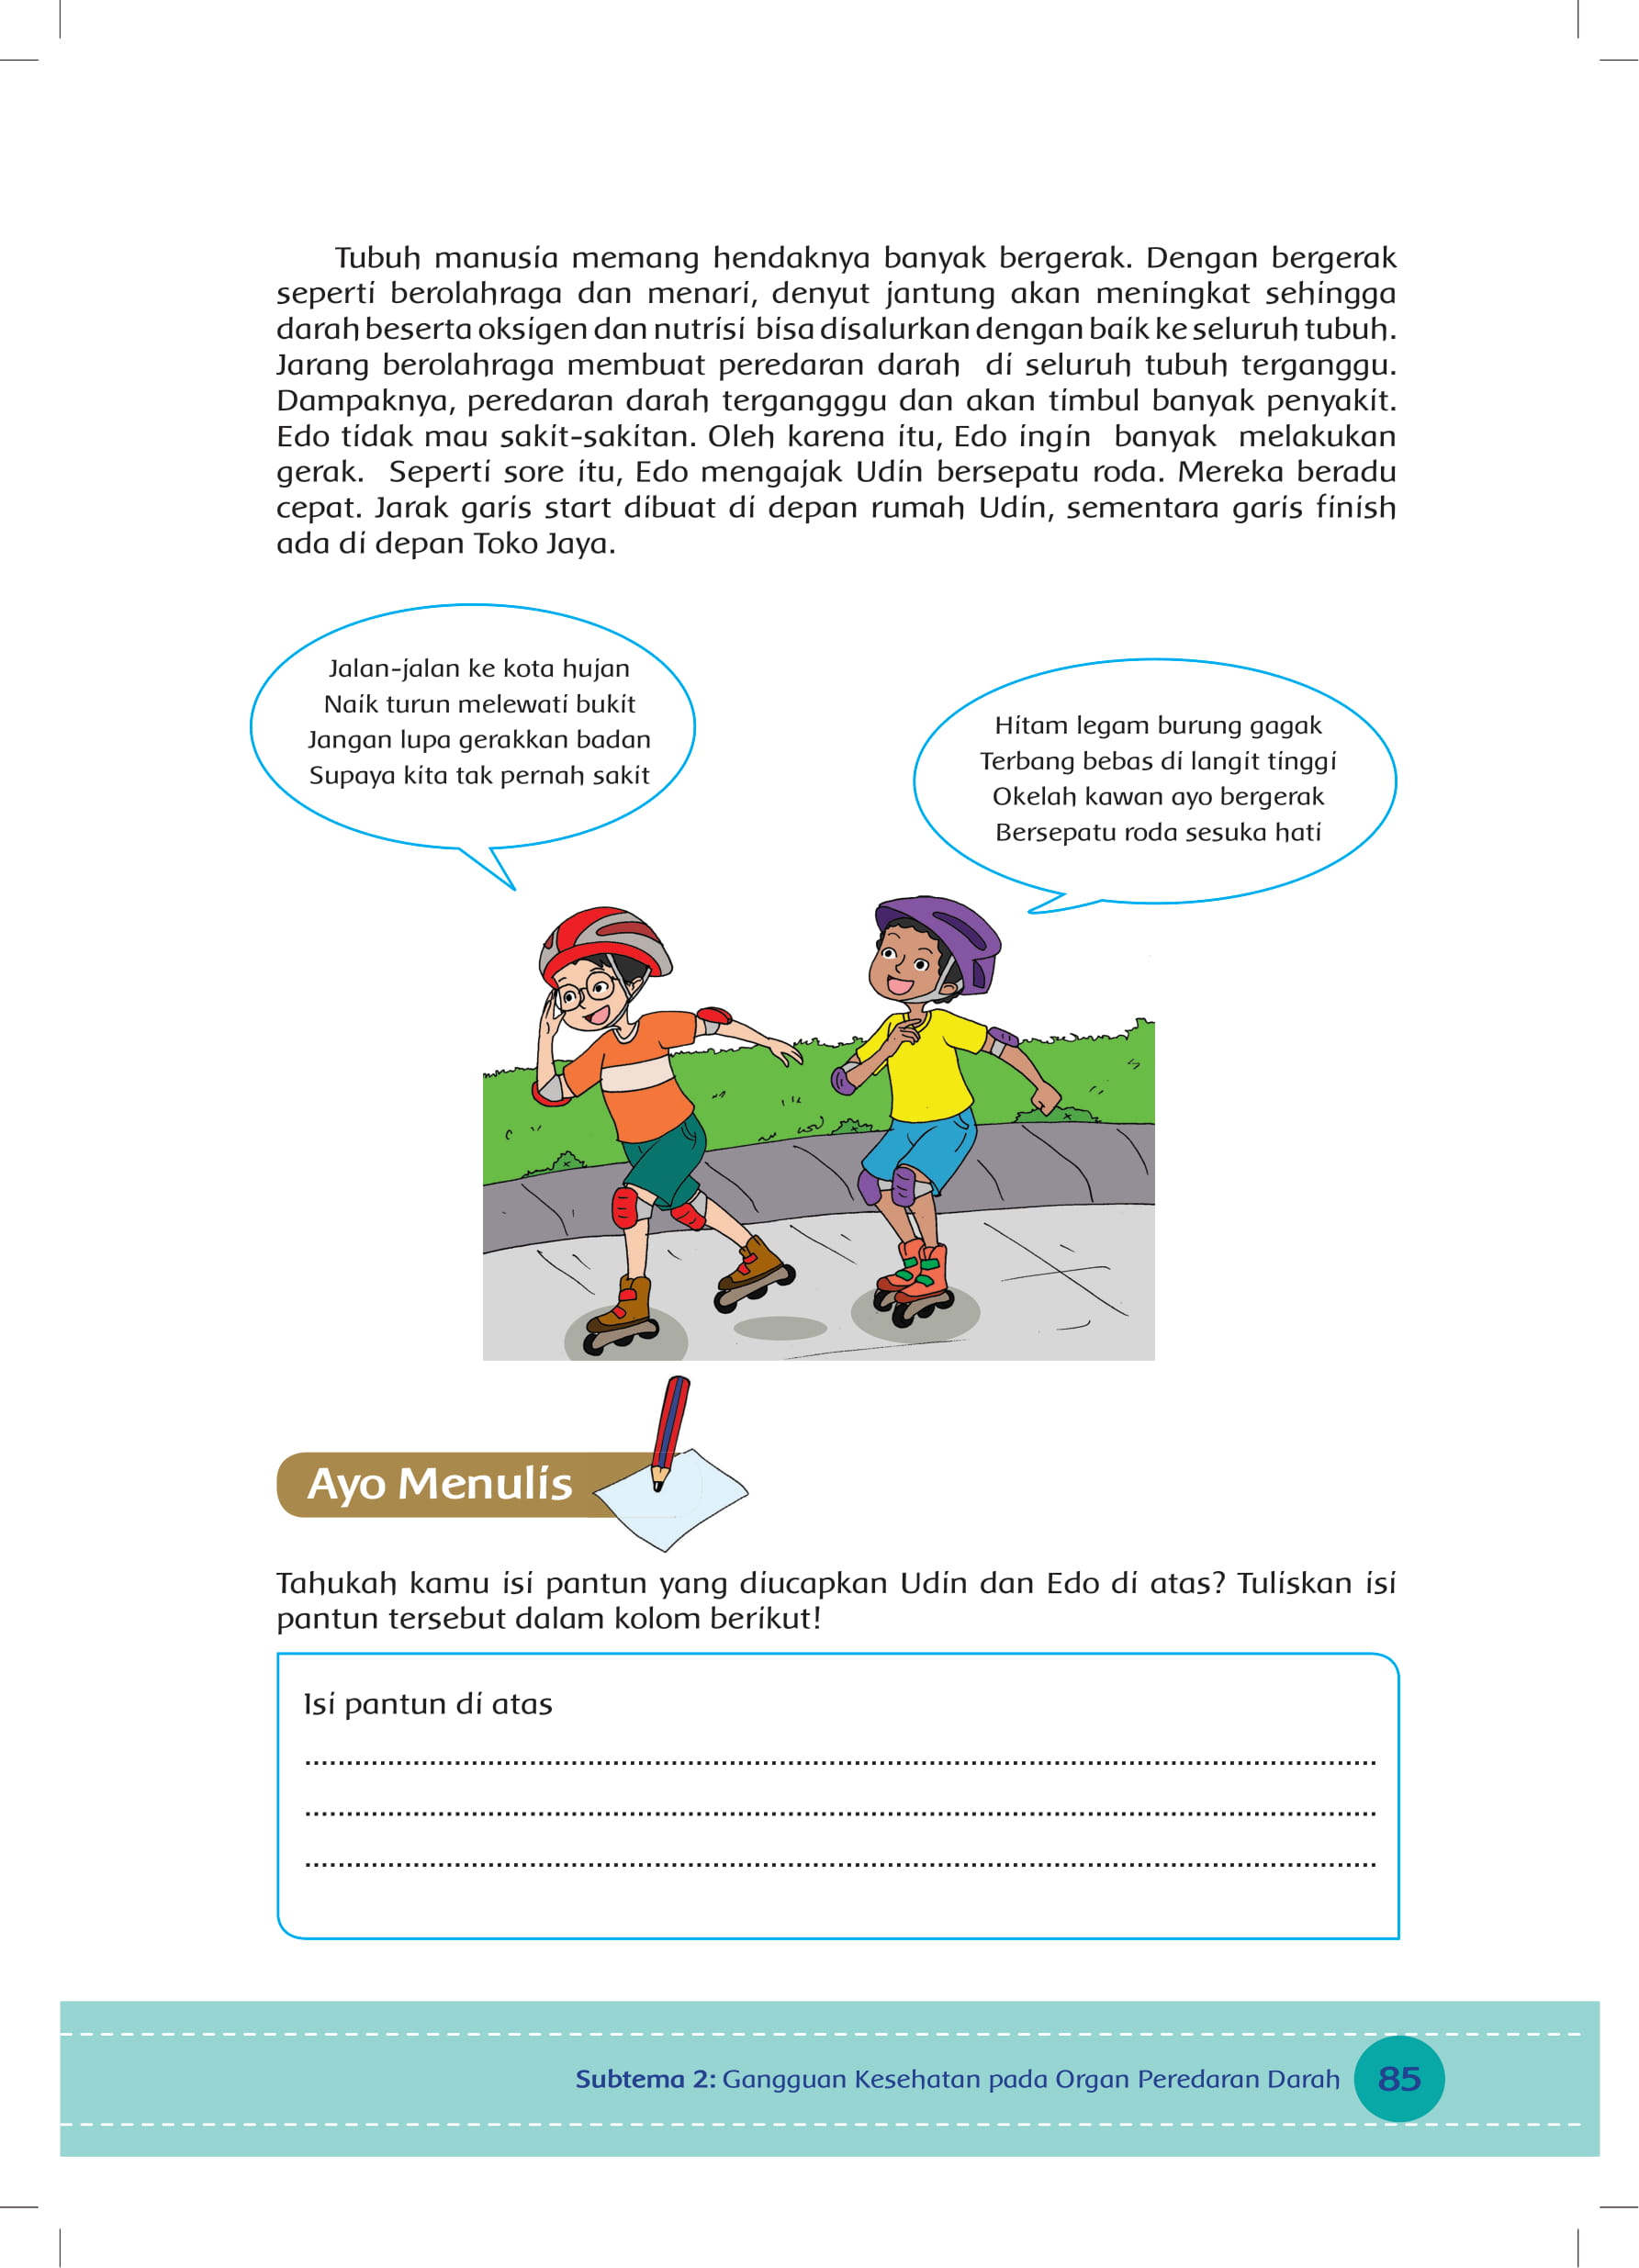 Tubuh manusia memang hendaknya banyak bergerak. Dengan bergerak
seperti berolahraga dan menari, denyut jantung akan meningkat sehingga
darah beserta oksigen dan nutrisi bisa disalurkan dengan baik ke seluruh tubuh.
Jarang berolahraga membuat peredaran darah di seluruh tubuh terganggu.
Dampaknya, peredaran darah tergangggu dan akan timbul banyak penyakit.
Edo tidak mau sakit-sakitan. Oleh karena itu, Edo ingin banyak melakukan
gerak. Seperti sore itu, Edo mengajak Udin bersepatu roda. Mereka beradu
cepat. Jarak garis start dibuat di depan rumah Udin, sementara garis finish
ada di depan Toko Jaya.
Jalan-jalan ke kota hujan
Naik turun melewati bukit
Jangan lupa gerakkan badan
Supaya kita tak pernah sakit
Hitam legam burung gagak
Terbang bebas di langit tinggi
Okelah kawan ayo bergerak
Bersepatu roda sesuka hati
Ayo Menulis
Tahukah kamu isi pantun yang diucapkan Udin dan Edo di atas? Tuliskan isi
pantun tersebut dalam kolom berikut!
Isi pantun di atas
Subtema 2: Gangguan Kesehatan pada Organ Peredaran Darah 85